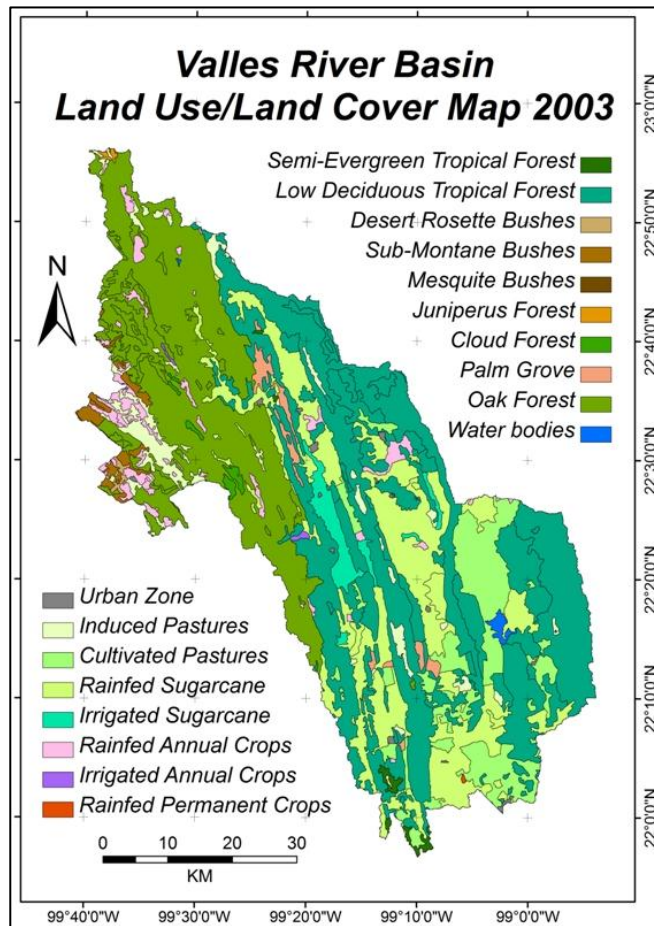 Valles River Basin
Land Use/Land Cover Map 2003
Semi-Evergreen Tropical Forest
Low Deciduous Tropical Forest
Desert Rosette Bushes
Sub-Montane Bushes
Mesquite Bushes
Juniperus Forest
Cloud Forest
Palm Grove
Oak Forest
Water bodies
N
Urban Zone
Induced Pastures
Cultivated Pastures
Rainfed Sugarcane
Irrigated Sugarcane
Rainfed Annual Crops
Irrigated Annual Crops
Rainfed Permanent Crops
0 10 20 30
KM
23°0'0"N
22°50'0"N
22°40'0"N
22°30'0"N
22°20'0"N
22°10'0"N
22°0'0"N
99°40'0"W 99°30'0"W 99°20'0"W 99°10'0"W 99°0'0"W